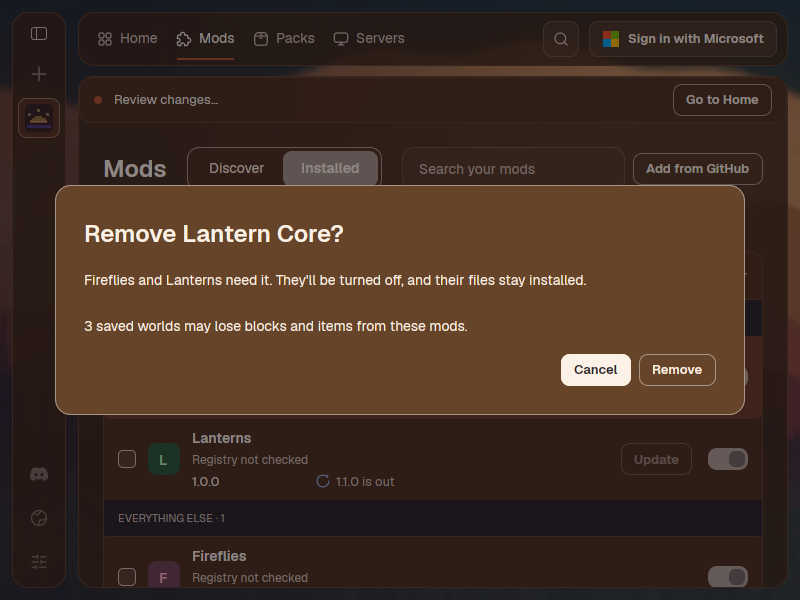 Home
Mods
Packs
Servers
Sign in with Microsoft
Review changes…
Go to Home
Mods
Discover
Installed
Search your mods
Add from GitHub
Remove Lantern Core?
Fireflies and Lanterns need it. They'll be turned off, and their files stay installed.
3 saved worlds may lose blocks and items from these mods.
Cancel
Remove
Lanterns
L
Registry not checked
Update
1.0.0
1.1.0 is out
EVERYTHING ELSE · 1
Fireflies
F
Registry not checked